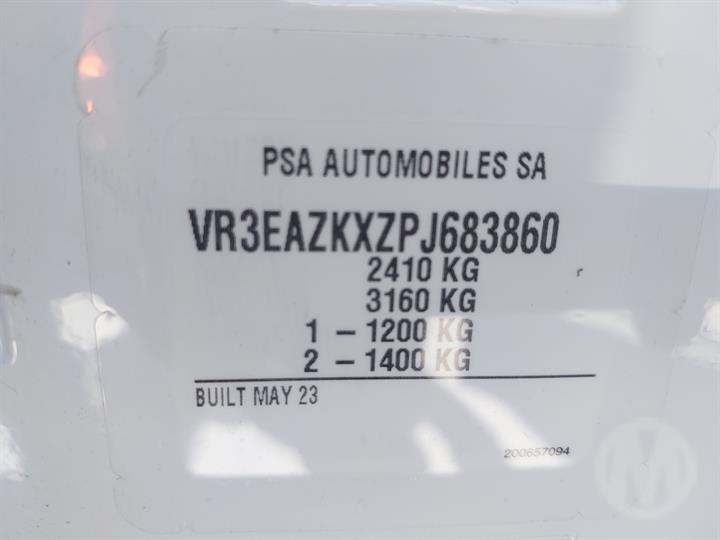 PSA AUTOMOBILES SA
VR3EAZKXZPJ683860
2410 KG
3160 KG
1 – 1200 KG
2 – 1400 KG
BUILT MAY 23
200657094
M